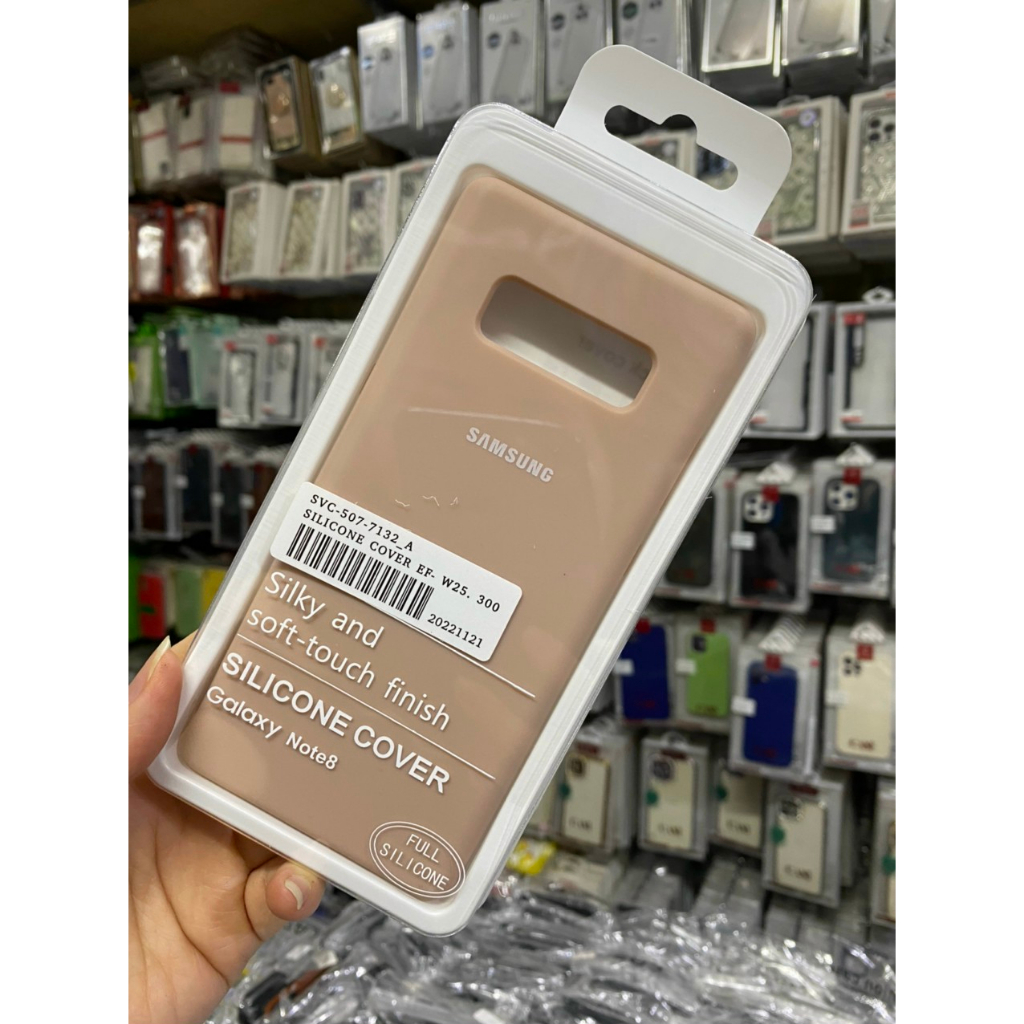 SAMSUNG
SVC-507-7132_A
SILICONE COVER EF- W25. 300
20221121
Silky and
soft-touch finish
SILICONE COVER
Galaxy Note8
FULL
SILICONE